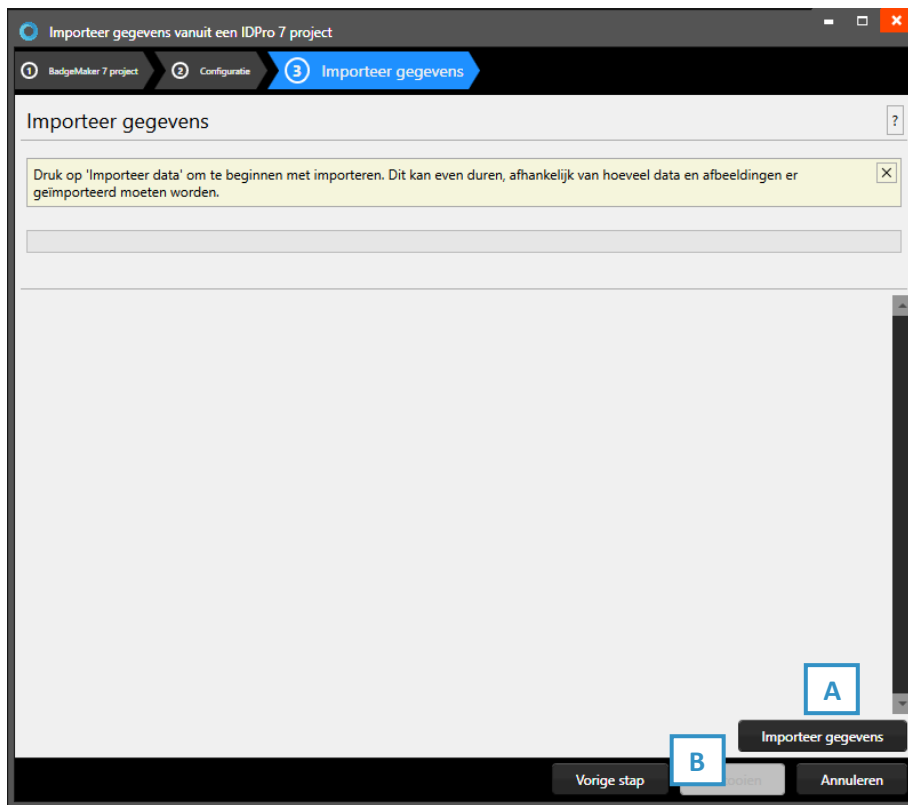 Importeer gegevens vanuit een IDPro 7 project
1 BadgeMaker 7 project 2 Configuratie 3 Importeer gegevens
Importeer gegevens
?
Druk op 'Importeer data' om te beginnen met importeren. Dit kan even duren, afhankelijk van hoeveel data en afbeeldingen er
geïmporteerd moeten worden.
A
Importeer gegevens
B
Vorige stap
Annuleren